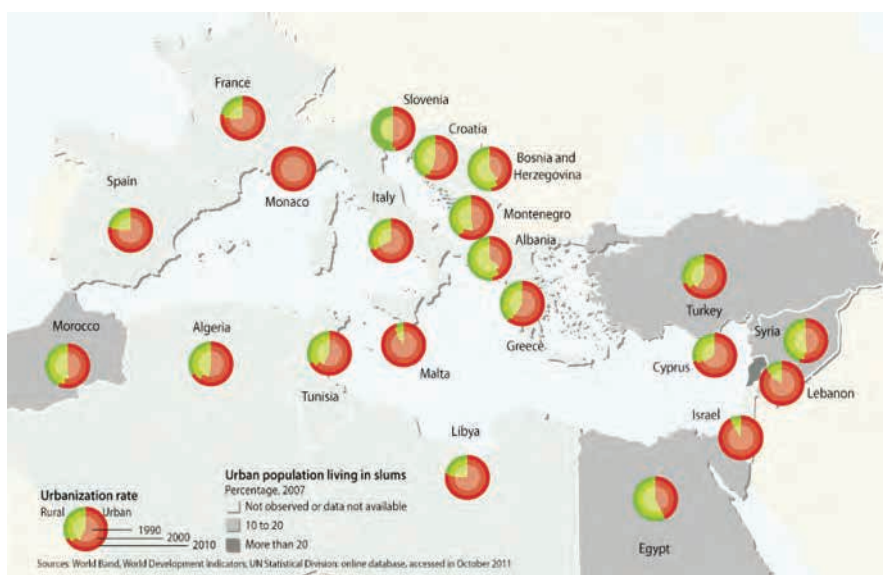 France
Slovenia
Croatia
Bosnia and
Herzegovina
Spain
Monaco
Italy
Montenegro
Albania
Turkey
Morocco
Algeria
Tunisia
Malta
Greece
Cyprus
Syria
Lebanon
Israel
Libya
Egypt
Urbanization rate
Rural Urban
1990
2000
2010
Urban population living in slums
Percentage, 2007
Not observed or data not available
10 to 20
More than 20
Sources: World Band, World Development indicators; UN Statistical Division: online database, accessed in October 2011